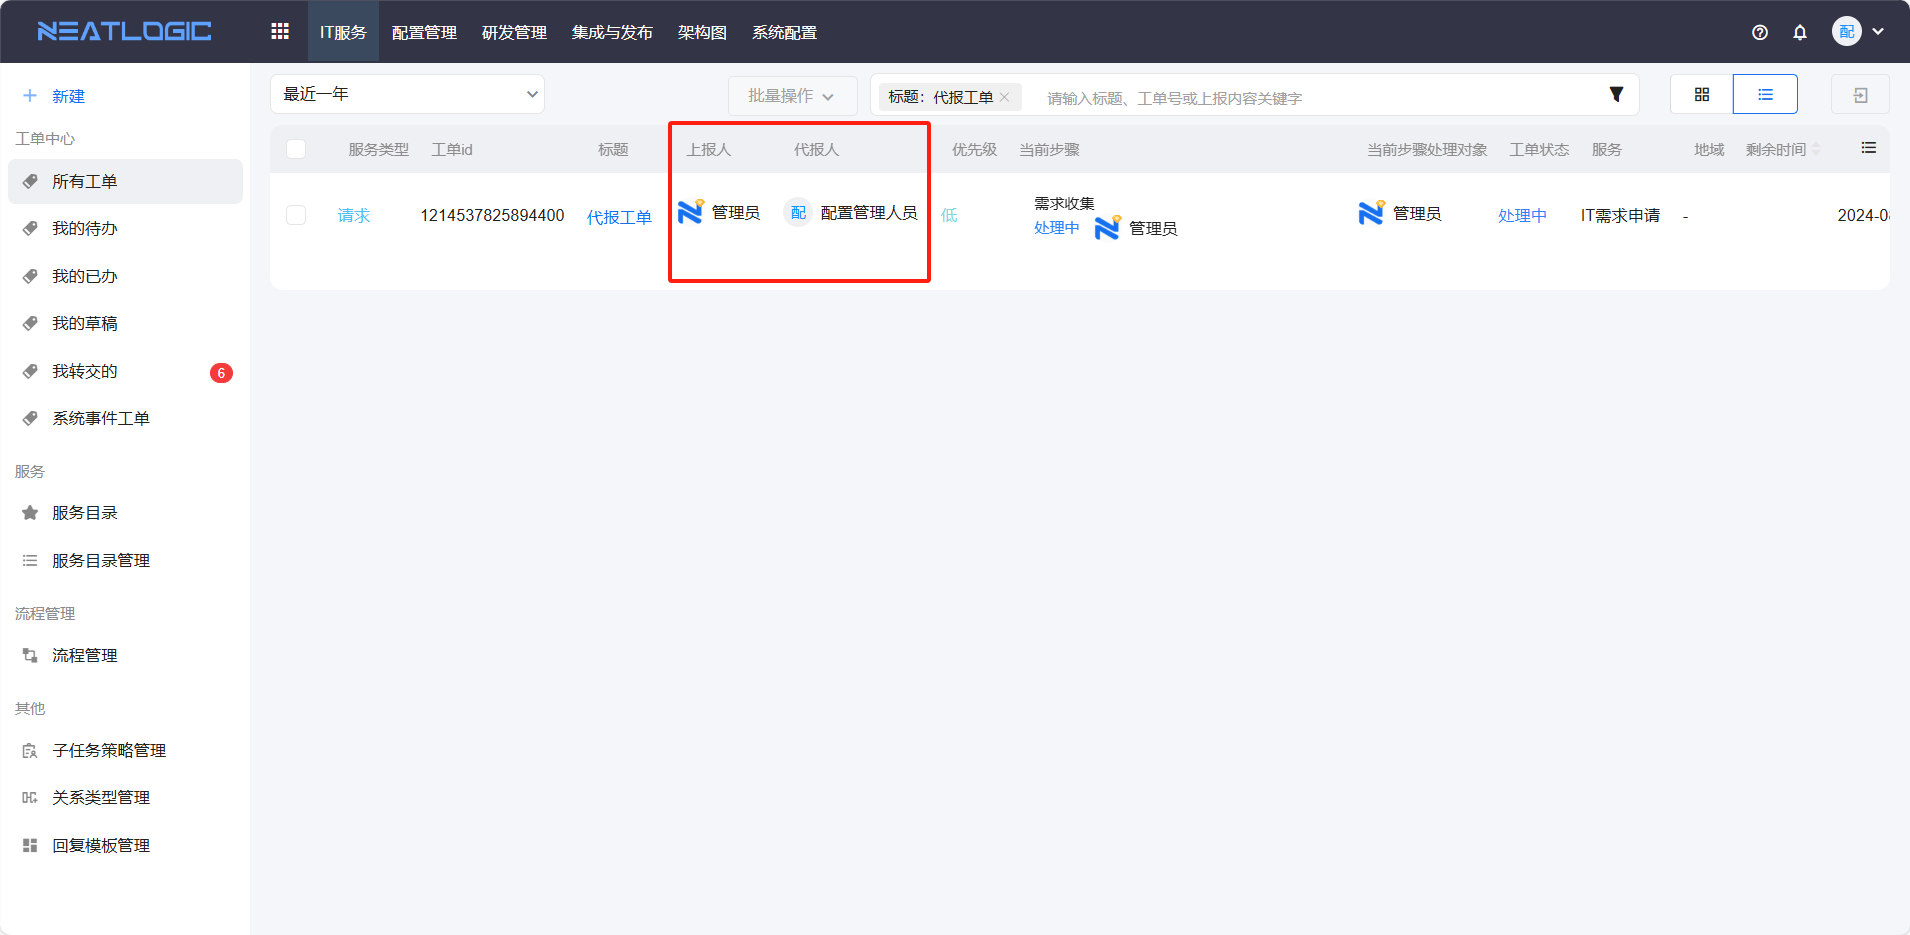 NEATLOGIC
IT服务 配置管理 研发管理 集成与发布 架构图 系统配置
配
新建
工单中心
所有工单
我的待办
我的已办
我的草稿
我转交的 6
系统事件工单
服务
服务目录
服务目录管理
流程管理
流程管理
其他
子任务策略管理
关系类型管理
回复模板管理
最近一年
批量操作
标题：代报工单
请输入标题、工单号或上报内容关键字
服务类型 工单id 标题 上报人 代报人 优先级 当前步骤 当前步骤处理对象 工单状态 服务 地域 剩余时间
请求 1214537825894400 代报工单 管理员 配 配置管理人员 低 需求收集
处理中 管理员
管理员 处理中 IT需求申请 - 2024-0